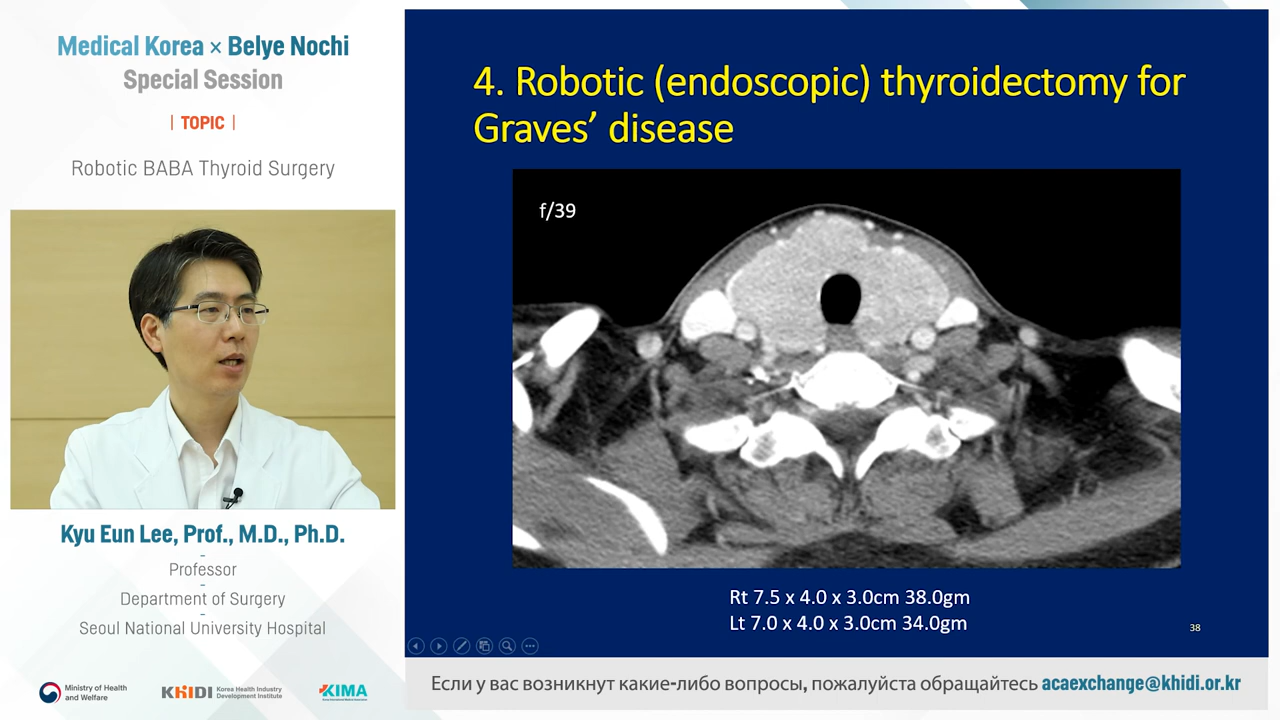 Medical Korea × Belye Nochi
Special Session
| TOPIC |
Robotic BABA Thyroid Surgery
Kyu Eun Lee, Prof., M.D., Ph.D.
-
Professor
-
Department of Surgery
-
Seoul National University Hospital
Ministry of Health
and Welfare
KHIDI Korea Health Industry
Development Institute
KIMA
4. Robotic (endoscopic) thyroidectomy for
Graves’ disease
f/39
Rt 7.5 x 4.0 x 3.0cm 38.0gm
Lt 7.0 x 4.0 x 3.0cm 34.0gm
38
Если у вас возникнут какие-либо вопросы, пожалуйста обращайтесь acaexchange@khidi.or.kr